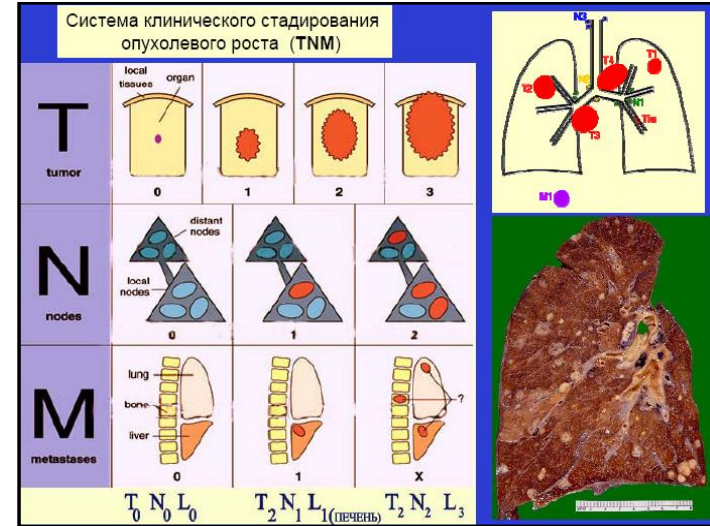 Система клинического стадирования
опухолевого роста (TNM)
T
tumor
local
tissues
organ
0
1
2
3
N
nodes
distant
nodes
local
nodes
0
1
2
M
metastases
lung
bone
liver
?
0
1
X
T0 N0 L0
T2 N1 L1(ПЕЧЕНЬ)
T2 N2 L3
N3
T1
T4
T2
N1
Tis
T3
M1